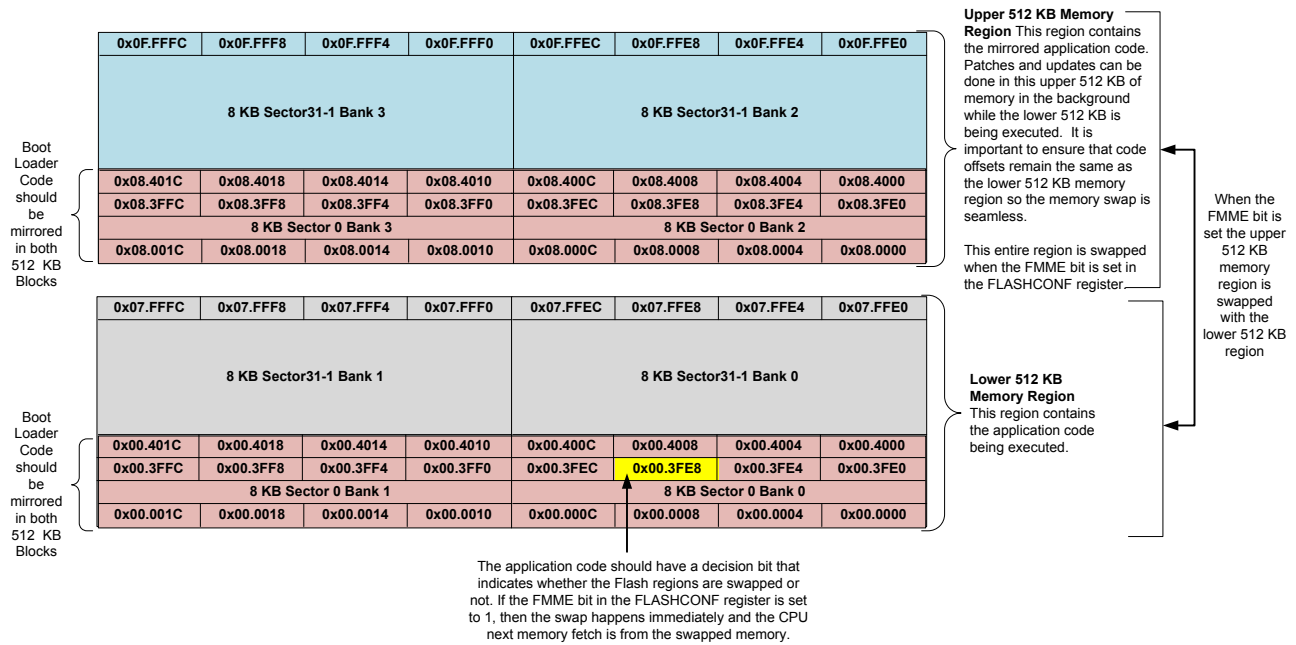 Upper 512 KB Memory
Region This region contains
the mirrored application code.
Patches and updates can be
done in this upper 512 KB of
memory in the background
while the lower 512 KB is
being executed. It is
important to ensure that code
offsets remain the same as
the lower 512 KB memory
region so the memory swap is
seamless.
This entire region is swapped
when the FMME bit is set in
the FLASHCONF register.
0x0F.FFFC 0x0F.FFF8 0x0F.FFF4 0x0F.FFF0 0x0F.FFEC 0x0F.FFE8 0x0F.FFE4 0x0F.FFE0
8 KB Sector31-1 Bank 3 8 KB Sector31-1 Bank 2
Boot
Loader
Code
should
be
mirrored
in both
512 KB
Blocks
0x08.401C 0x08.4018 0x08.4014 0x08.4010 0x08.400C 0x08.4008 0x08.4004 0x08.4000
0x08.3FFC 0x08.3FF8 0x08.3FF4 0x08.3FF0 0x08.3FEC 0x08.3FE8 0x08.3FE4 0x08.3FE0
8 KB Sector 0 Bank 3 8 KB Sector 0 Bank 2
0x08.001C 0x08.0018 0x08.0014 0x08.0010 0x08.000C 0x08.0008 0x08.0004 0x08.0000
When the
FMME bit is
set the upper
512 KB
memory
region is
swapped
with the
lower 512 KB
region
0x07.FFFC 0x07.FFF8 0x07.FFF4 0x07.FFF0 0x07.FFEC 0x07.FFE8 0x07.FFE4 0x07.FFE0
8 KB Sector31-1 Bank 1 8 KB Sector31-1 Bank 0
Lower 512 KB
Memory Region
This region contains
the application code
being executed.
Boot
Loader
Code
should
be
mirrored
in both
512 KB
Blocks
0x00.401C 0x00.4018 0x00.4014 0x00.4010 0x00.400C 0x00.4008 0x00.4004 0x00.4000
0x00.3FFC 0x00.3FF8 0x00.3FF4 0x00.3FF0 0x00.3FEC 0x00.3FE8 0x00.3FE4 0x00.3FE0
8 KB Sector 0 Bank 1 8 KB Sector 0 Bank 0
0x00.001C 0x00.0018 0x00.0014 0x00.0010 0x00.000C 0x00.0008 0x00.0004 0x00.0000
The application code should have a decision bit that
indicates whether the Flash regions are swapped or
not. If the FMME bit in the FLASHCONF register is set
to 1, then the swap happens immediately and the CPU
next memory fetch is from the swapped memory.